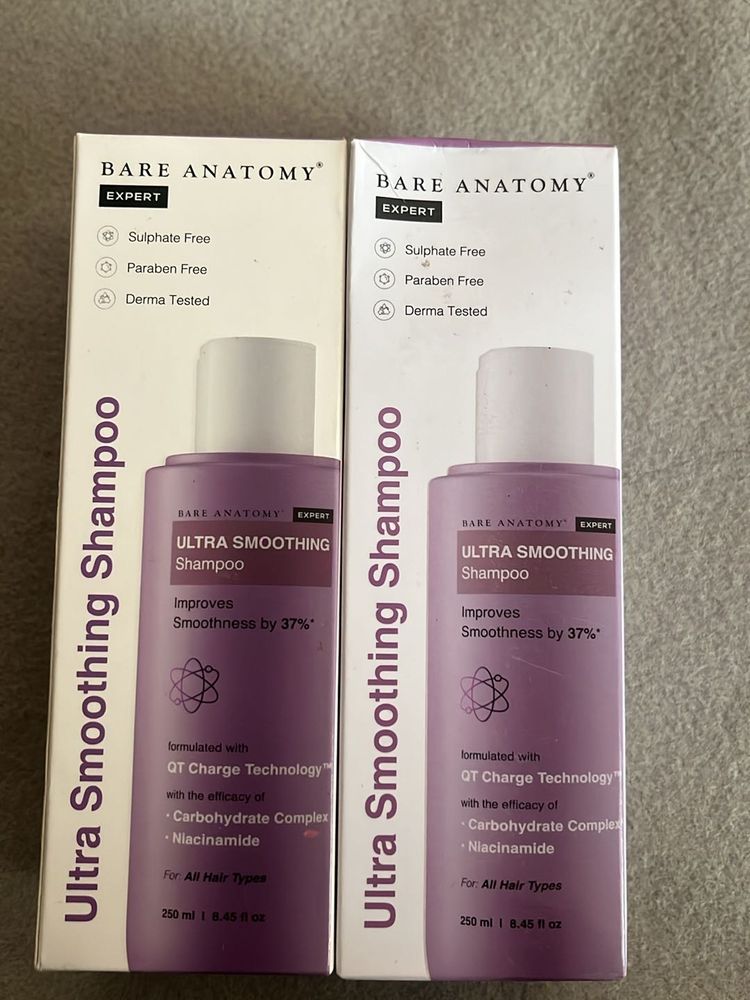 BARE ANATOMY®
EXPERT
Sulphate Free
Paraben Free
Derma Tested
Ultra Smoothing Shampoo
BARE ANATOMY®
EXPERT
ULTRA SMOOTHING
Shampoo
Improves
Smoothness by 37%*
formulated with
QT Charge Technology™
with the efficacy of
• Carbohydrate Complex
• Niacinamide
For: All Hair Types
250 ml | 8.45 fl oz
BARE ANATOMY®
EXPERT
Sulphate Free
Paraben Free
Derma Tested
Ultra Smoothing Shampoo
BARE ANATOMY®
EXPERT
ULTRA SMOOTHING
Shampoo
Improves
Smoothness by 37%*
formulated with
QT Charge Technology™
with the efficacy of
• Carbohydrate Complex
• Niacinamide
For: All Hair Types
250 ml | 8.45 fl oz